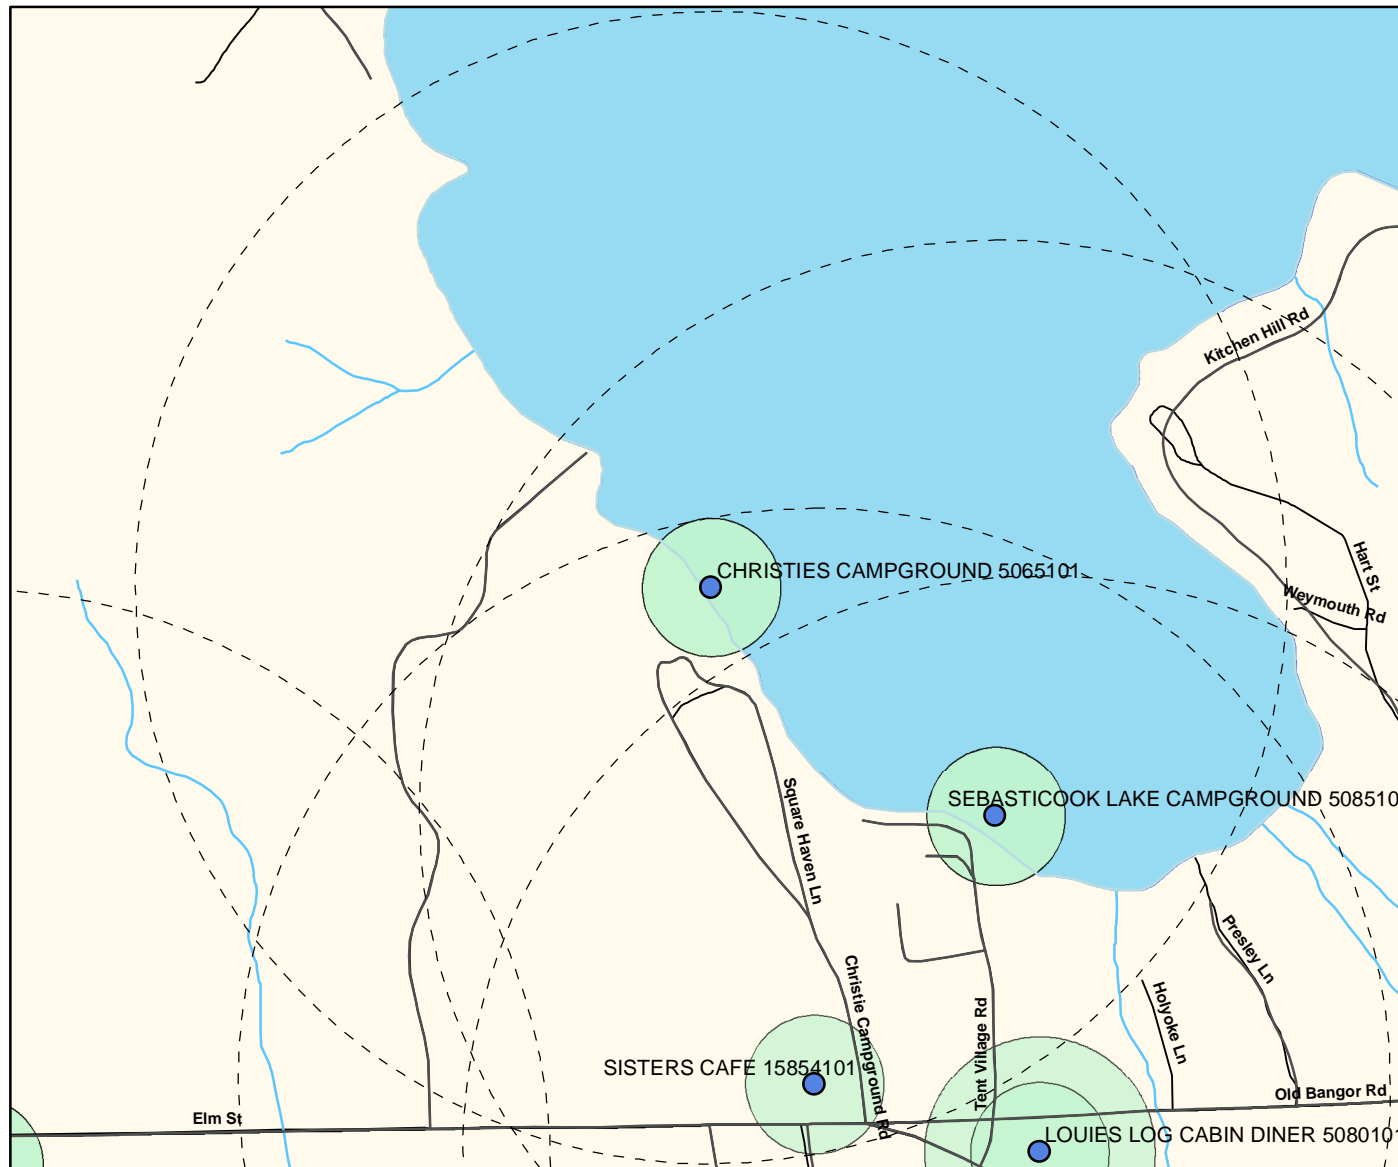 Kitchen Hill Rd
Hart St
CHRISTIES CAMPGROUND 5065101
Weymouth Rd
SEBASTICOOK LAKE CAMPGROUND 508510
Square Haven Ln
Presley Ln
Christie Campground Rd
Holyoke Ln
Tent Village Rd
SISTERS CAFE 15854101
Old Bangor Rd
Elm St
LOUIES LOG CABIN DINER 5080101